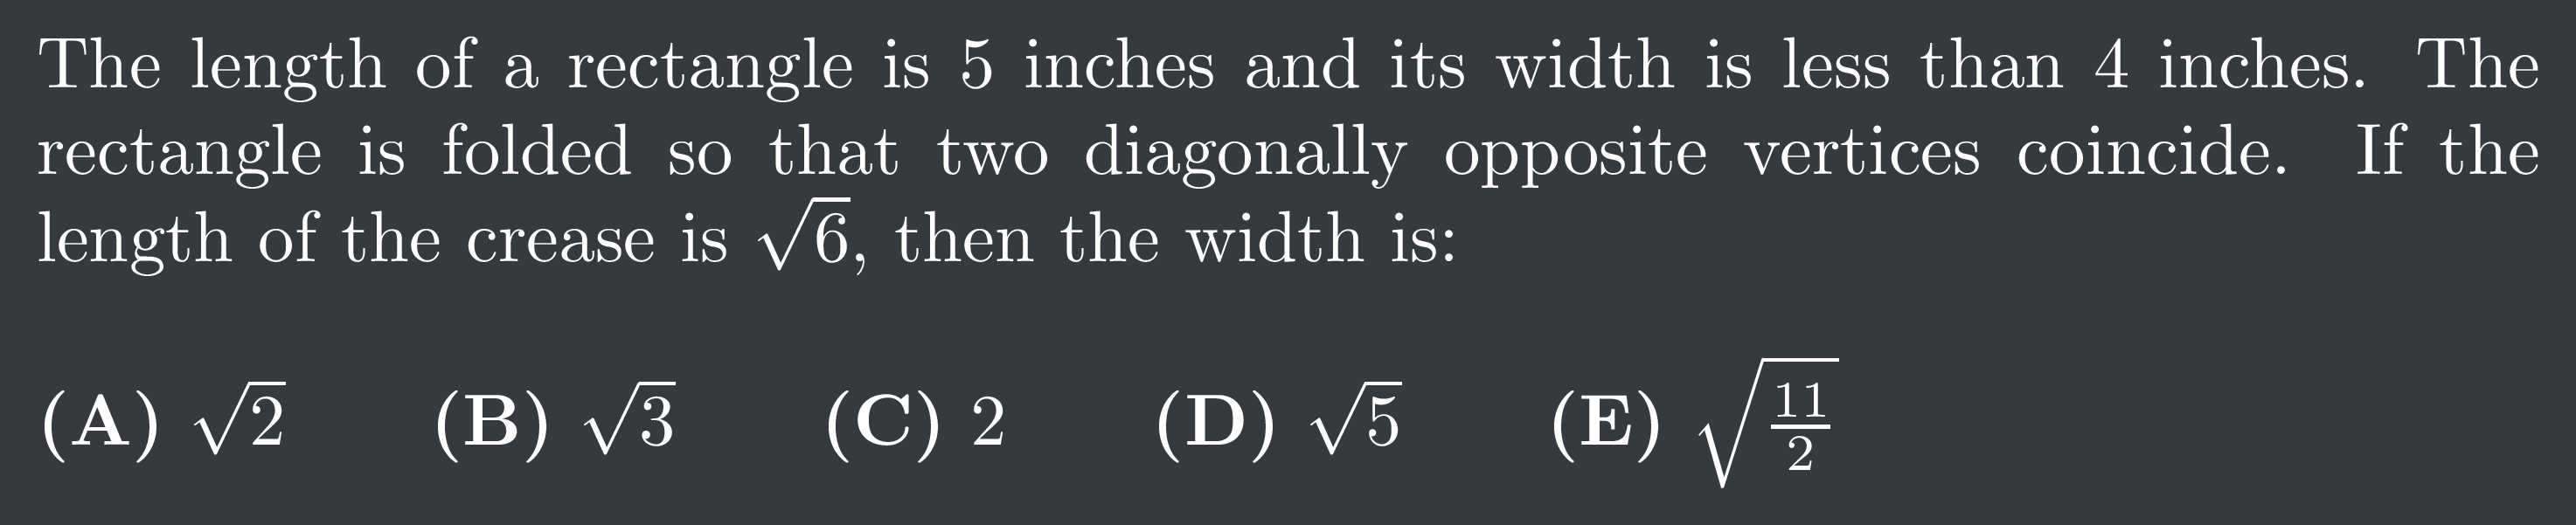 The length of a rectangle is 5 inches and its width is less than 4 inches. The
rectangle is folded so that two diagonally opposite vertices coincide. If the
length of the crease is √6, then the width is:
(A) √2 (B) √3 (C) 2 (D) √5 (E) √(11/2)